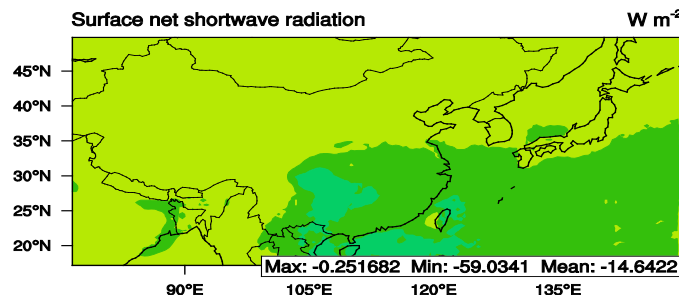 Surface net shortwave radiation W m-2
45°N
40°N
35°N
30°N
25°N
20°N
Max: -0.251682 Min: -59.0341 Mean: -14.6422
90°E 105°E 120°E 135°E